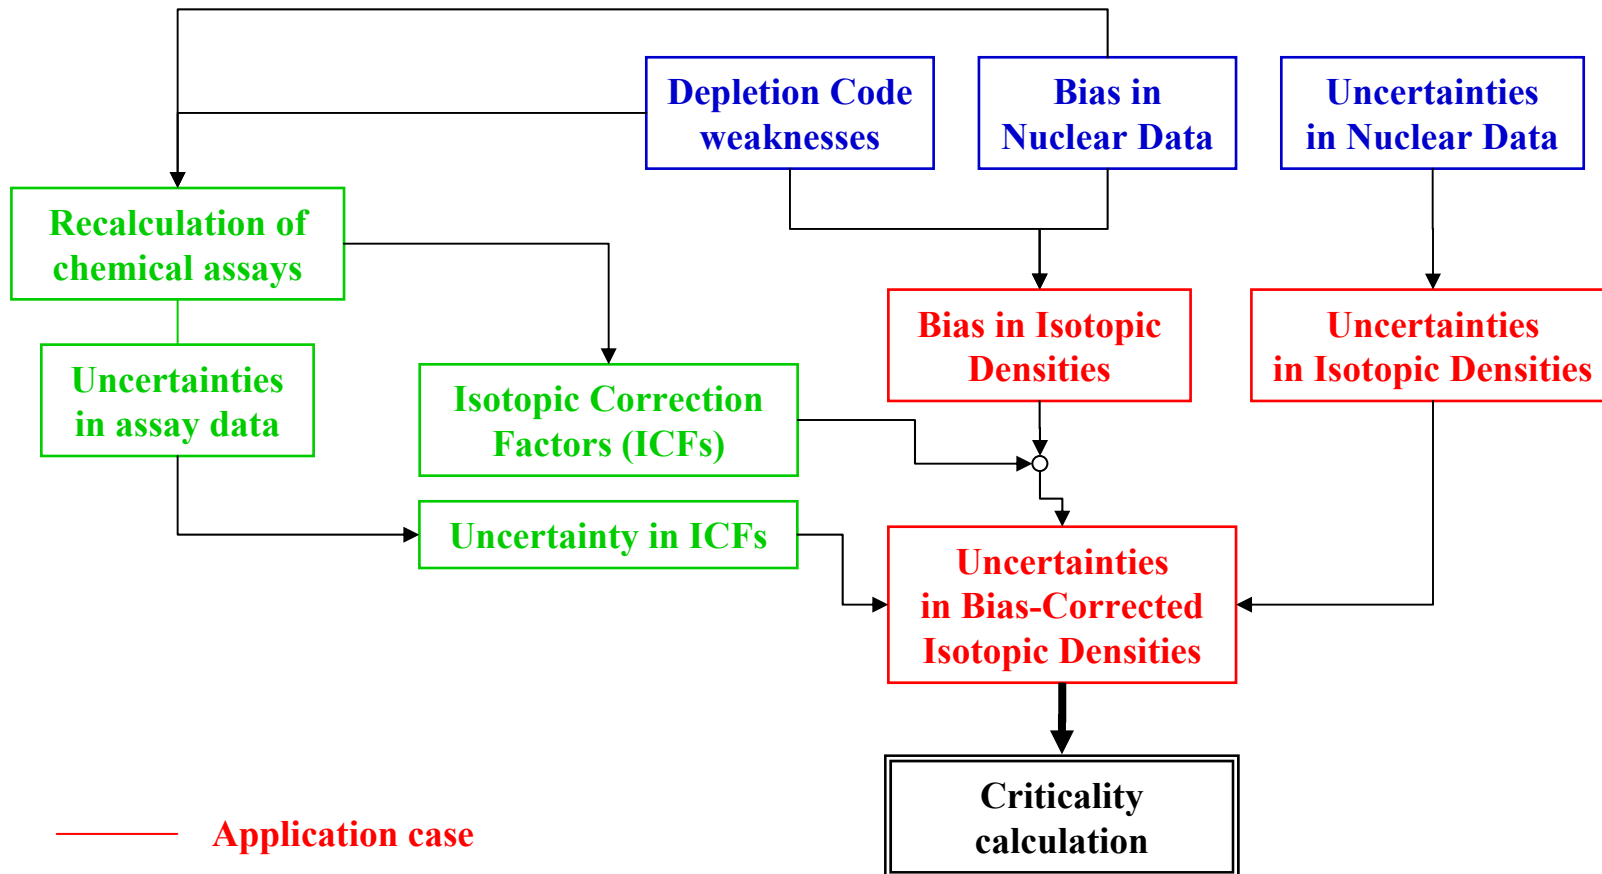 Depletion Code
weaknesses
Bias in
Nuclear Data
Uncertainties
in Nuclear Data
Recalculation of
chemical assays
Bias in Isotopic
Densities
Uncertainties
in Isotopic Densities
Uncertainties
in assay data
Isotopic Correction
Factors (ICFs)
Uncertainty in ICFs
Uncertainties
in Bias-Corrected
Isotopic Densities
Criticality
calculation
Application case